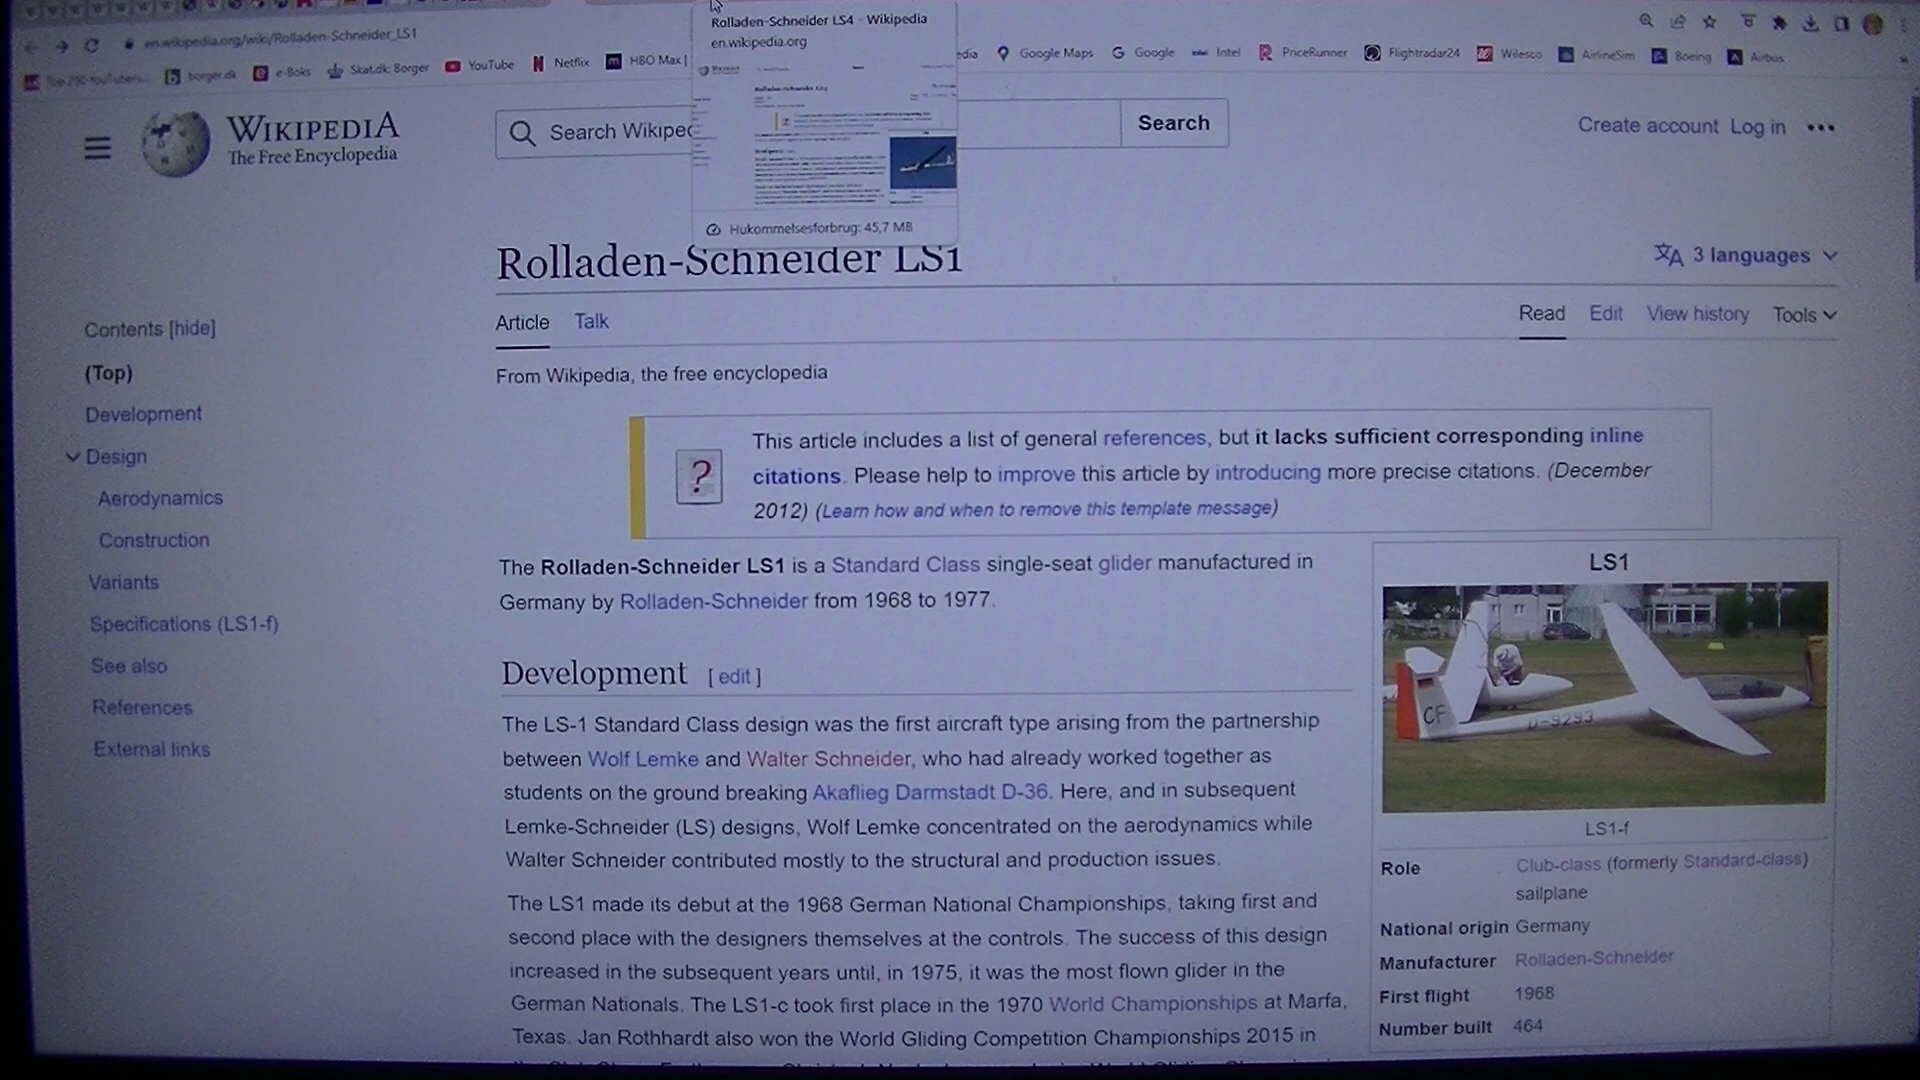 Rolladen-Schneider LS4 - Wikipedia
en.wikipedia.org
en.wikipedia.org/wiki/Rolladen-Schneider_LS1
borger.dk
e-Boks
Skat.dk: Borger
YouTube
Netflix
HBO Max |
edia
Google Maps
Google
Intel
PriceRunner
Flightradar24
Wilesco
AirlineSim
Boeing
Airbus
WIKIPEDIA
The Free Encyclopedia
Search Wikiped
Search
Create account Log in
Hukommelsesforbrug: 45,7 MB
Rolladen-Schneider LS1
3 languages
Article Talk
Read Edit View history Tools
From Wikipedia, the free encyclopedia
Contents [hide]
(Top)
Development
Design
Aerodynamics
Construction
Variants
Specifications (LS1-f)
See also
References
External links
?
This article includes a list of general references, but it lacks sufficient corresponding inline
citations. Please help to improve this article by introducing more precise citations. (December
2012) (Learn how and when to remove this template message)
The Rolladen-Schneider LS1 is a Standard Class single-seat glider manufactured in
Germany by Rolladen-Schneider from 1968 to 1977.
Development [ edit ]
The LS-1 Standard Class design was the first aircraft type arising from the partnership
between Wolf Lemke and Walter Schneider, who had already worked together as
students on the ground breaking Akaflieg Darmstadt D-36. Here, and in subsequent
Lemke-Schneider (LS) designs, Wolf Lemke concentrated on the aerodynamics while
Walter Schneider contributed mostly to the structural and production issues.
The LS1 made its debut at the 1968 German National Championships, taking first and
second place with the designers themselves at the controls. The success of this design
increased in the subsequent years until, in 1975, it was the most flown glider in the
German Nationals. The LS1-c took first place in the 1970 World Championships at Marfa,
Texas. Jan Rothhardt also won the World Gliding Competition Championships 2015 in
LS1
CF
D-9293
LS1-f
Role Club-class (formerly Standard-class)
sailplane
National origin Germany
Manufacturer Rolladen-Schneider
First flight 1968
Number built 464